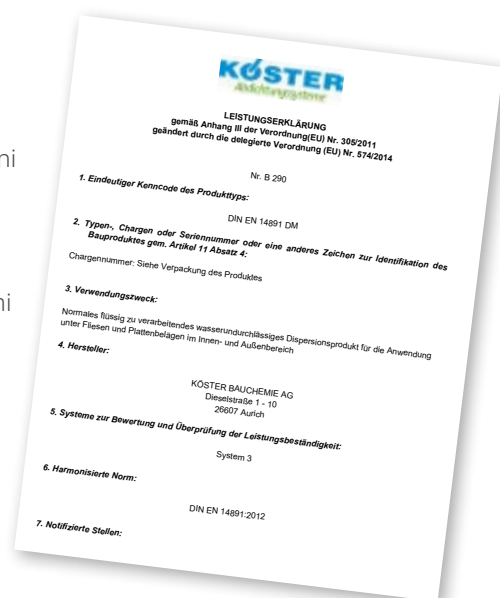 KÖSTER
Abdichtungssysteme
LEISTUNGSERKLÄRUNG
gemäß Anhang III der Verordnung(EU) Nr. 305/2011
geändert durch die delegierte Verordnung (EU) Nr. 574/2014
Nr. B 290
1. Eindeutiger Kenncode des Produkttyps:
DIN EN 14891 DM
2. Typen-, Chargen oder Seriennummer oder eine anderes Zeichen zur Identifikation des
Bauproduktes gem. Artikel 11 Absatz 4:
Chargennummer: Siehe Verpackung des Produktes
3. Verwendungszweck:
Normales flüssig zu verarbeitendes wasserundurchlässiges Dispersionsprodukt für die Anwendung
unter Fliesen und Plattenbelägen im Innen- und Außenbereich
4. Hersteller:
KÖSTER BAUCHEMIE AG
Dieselstraße 1 - 10
26607 Aurich
5. Systeme zur Bewertung und Überprüfung der Leistungsbeständigkeit:
System 3
6. Harmonisierte Norm:
DIN EN 14891:2012
7. Notifizierte Stellen:
ni
ni